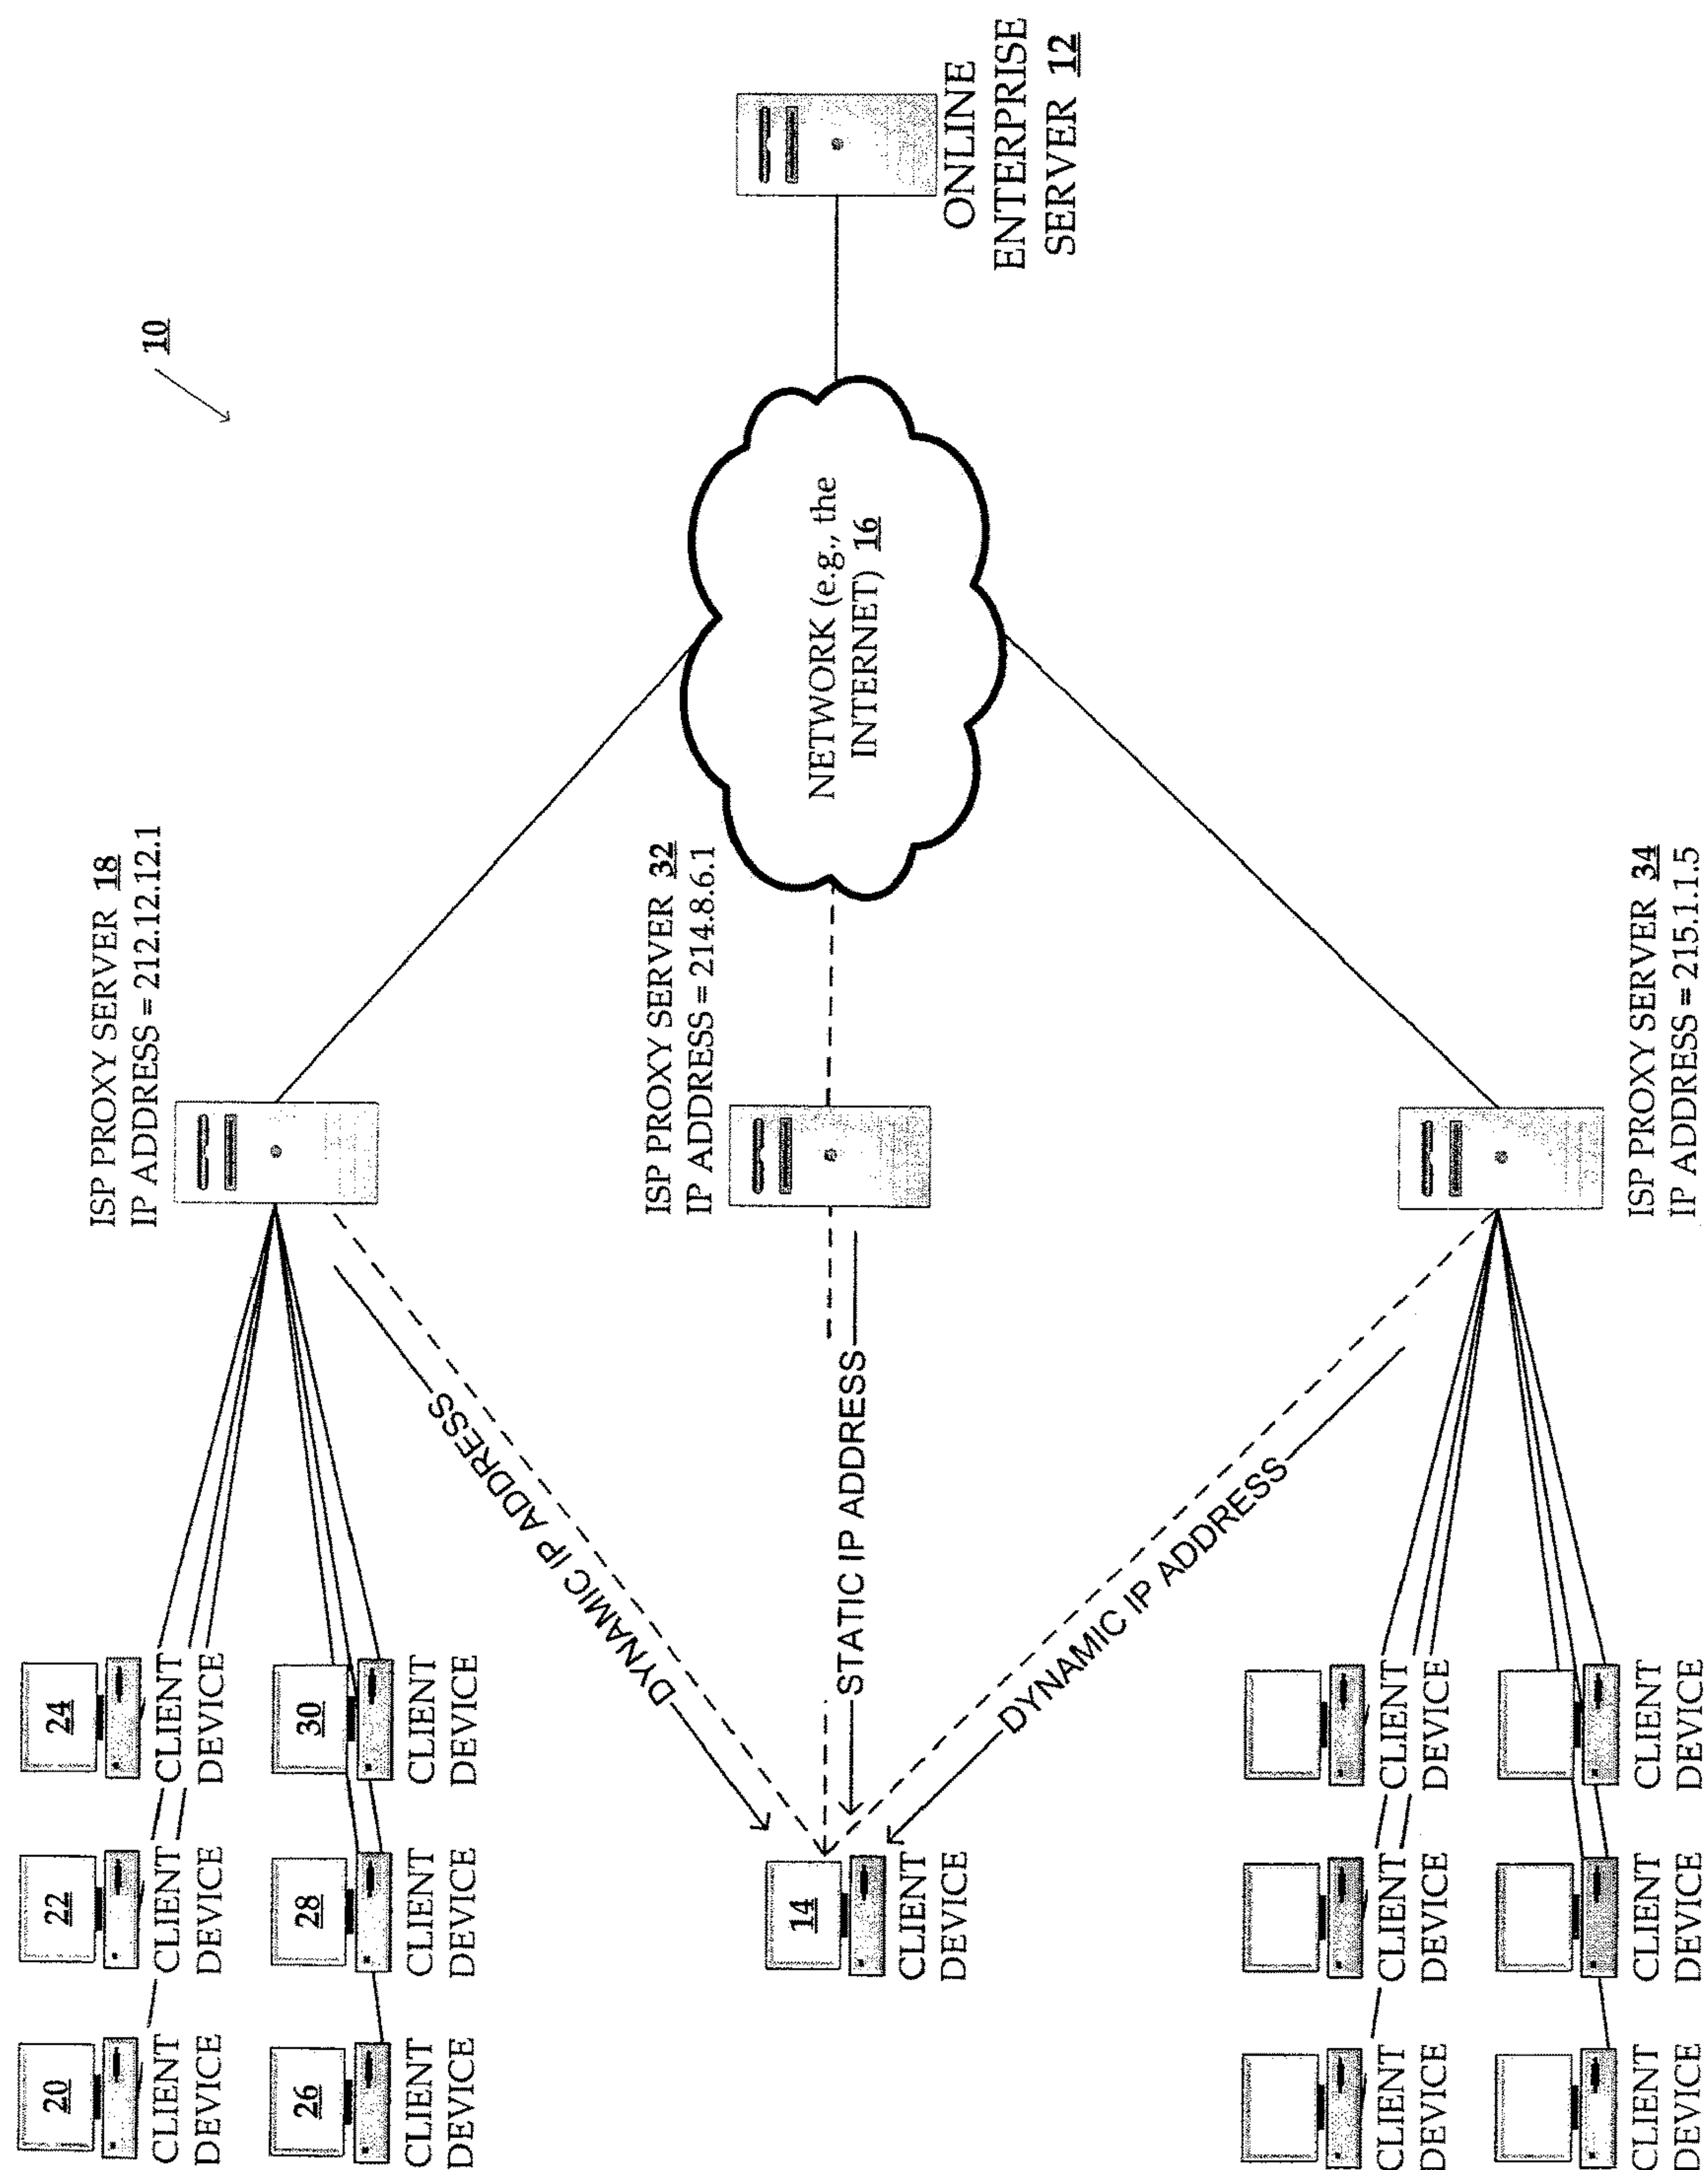 10
ISP PROXY SERVER 18
IP ADDRESS = 212.12.12.1
20
CLIENT
DEVICE
22
CLIENT
DEVICE
24
CLIENT
DEVICE
26
CLIENT
DEVICE
28
CLIENT
DEVICE
30
CLIENT
DEVICE
DYNAMIC IP ADDRESS
ISP PROXY SERVER 32
IP ADDRESS = 214.8.6.1
14
CLIENT
DEVICE
STATIC IP ADDRESS
NETWORK (e.g., the
INTERNET) 16
ONLINE
ENTERPRISE
SERVER 12
DYNAMIC IP ADDRESS
CLIENT
DEVICE
CLIENT
DEVICE
CLIENT
DEVICE
CLIENT
DEVICE
CLIENT
DEVICE
CLIENT
DEVICE
ISP PROXY SERVER 34
IP ADDRESS = 215.1.1.5